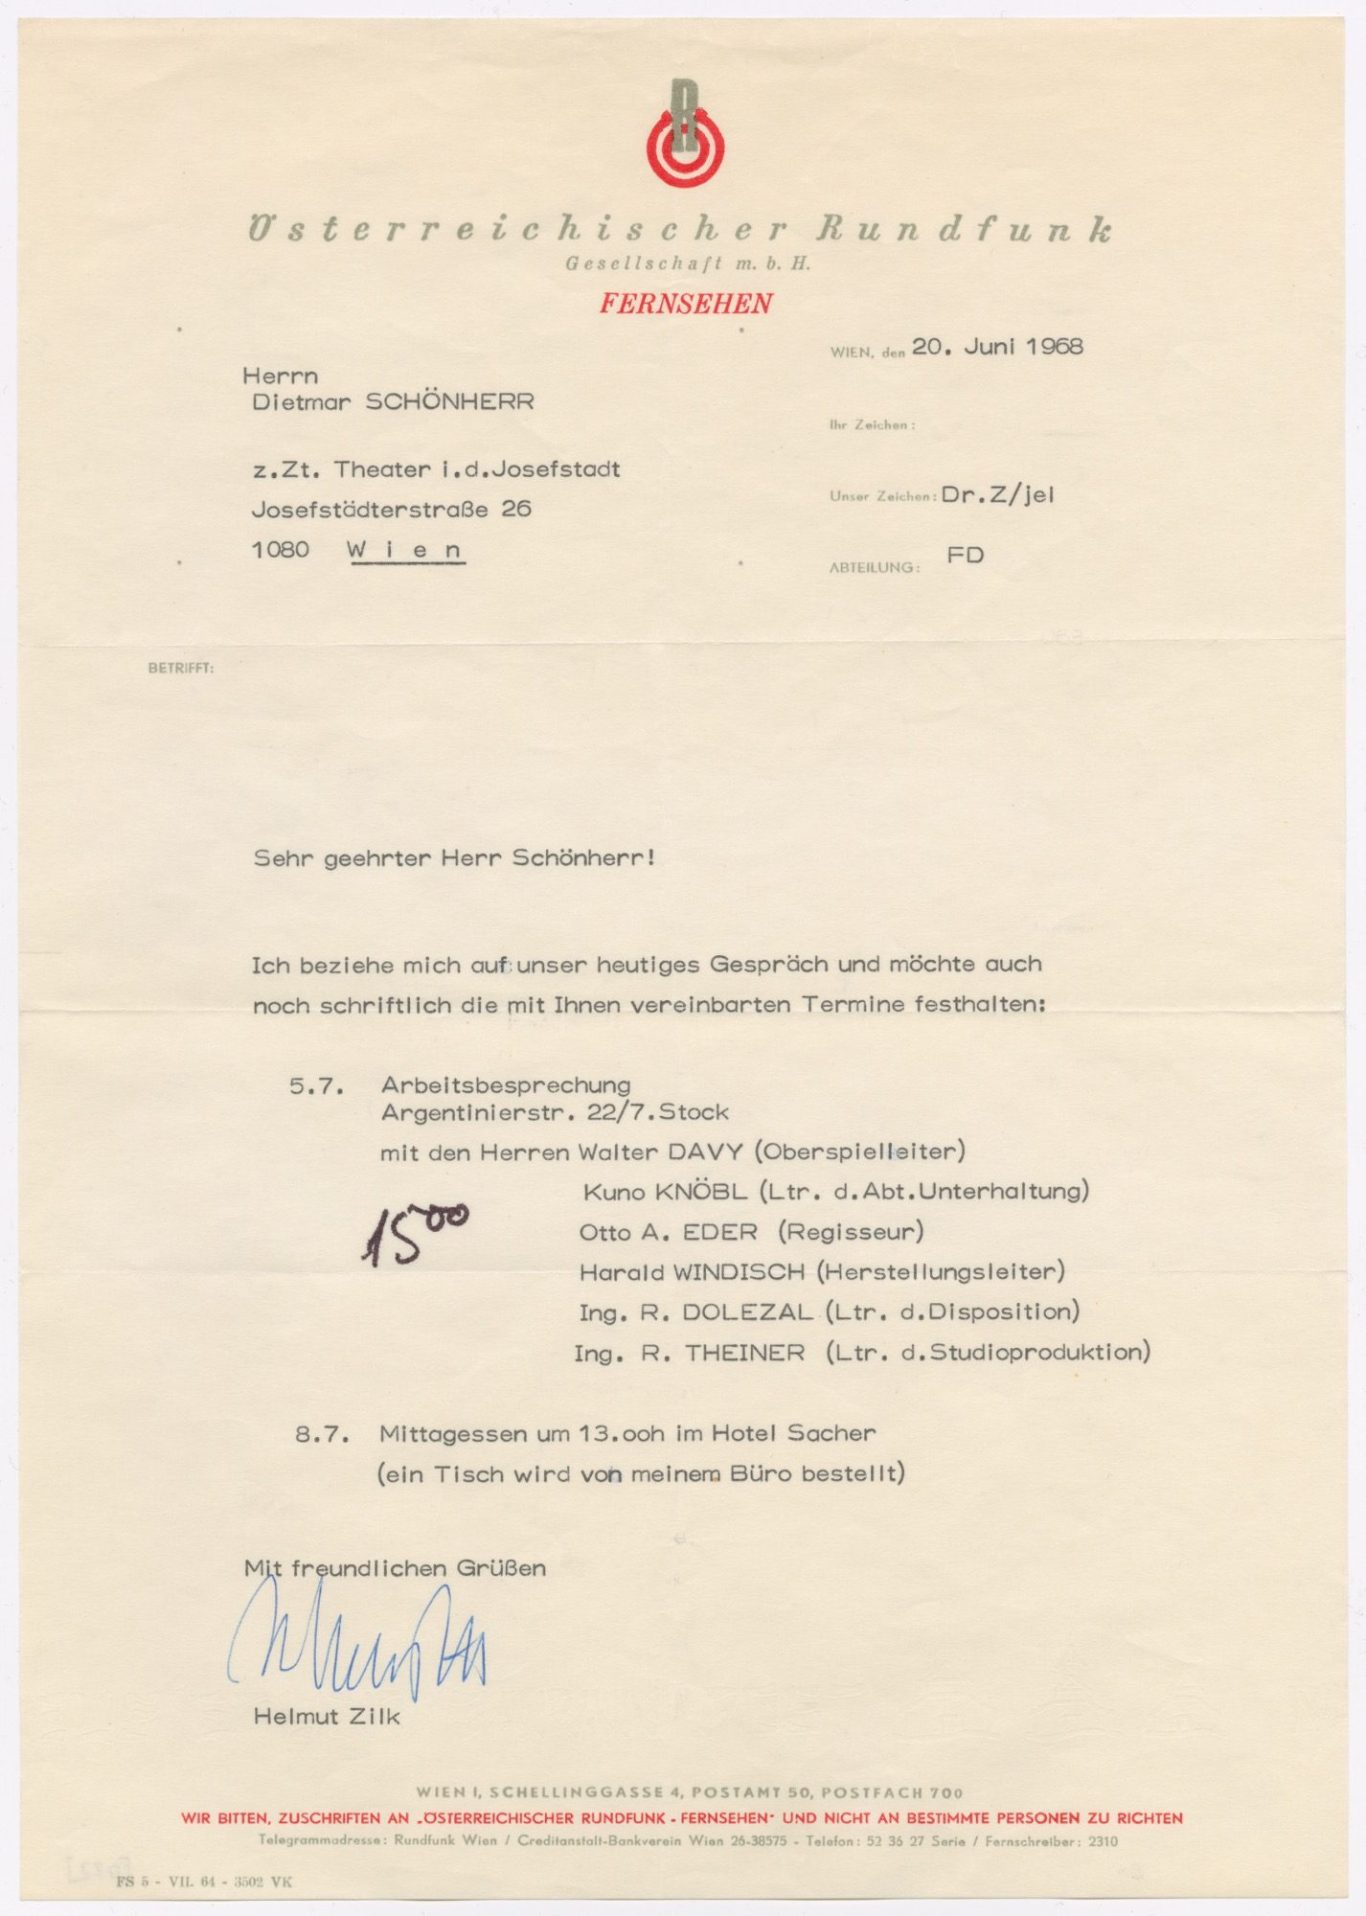 Österreichischer Rundfunk
Gesellschaft m. b. H.
FERNSEHEN
WIEN, den 20. Juni 1968
Herrn
Dietmar SCHÖNHERR
Ihr Zeichen:
z.Zt. Theater i.d.Josefstadt
Unser Zeichen: Dr.Z/jel
Josefstädterstraße 26
1080 W i e n
ABTEILUNG: FD
BETRIFFT:
Sehr geehrter Herr Schönherr!
Ich beziehe mich auf unser heutiges Gespräch und möchte auch
noch schriftlich die mit Ihnen vereinbarten Termine festhalten:
5.7. Arbeitsbesprechung
Argentinierstr. 22/7.Stock
mit den Herren Walter DAVY (Oberspielleiter)
Kuno KNÖBL (Ltr. d.Abt.Unterhaltung)
15⁰⁰
Otto A. EDER (Regisseur)
Harald WINDISCH (Herstellungsleiter)
Ing. R. DOLEZAL (Ltr. d.Disposition)
Ing. R. THEINER (Ltr. d.Studioproduktion)
8.7. Mittagessen um 13.ooh im Hotel Sacher
(ein Tisch wird von meinem Büro bestellt)
Mit freundlichen Grüßen
Helmut Zilk
WIEN I, SCHELLINGGASSE 4, POSTAMT 50, POSTFACH 700
WIR BITTEN, ZUSCHRIFTEN AN „ÖSTERREICHISCHER RUNDFUNK - FERNSEHEN" UND NICHT AN BESTIMMTE PERSONEN ZU RICHTEN
Telegrammadresse: Rundfunk Wien / Creditanstalt-Bankverein Wien 26-38575 - Telefon: 52 36 27 Serie / Fernschreiber: 2310
FS 5 - VII. 64 - 3502 VK